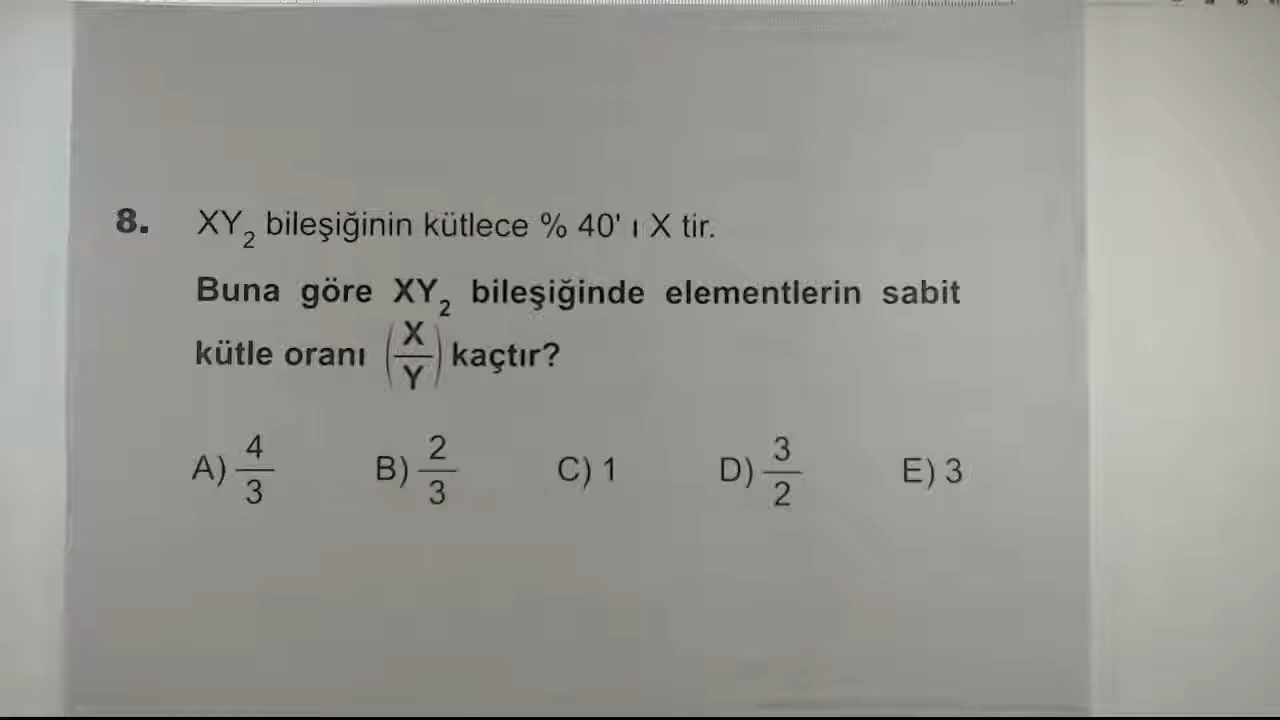 8. XY₂ bileşiğinin kütlece % 40' ı X tir.
Buna göre XY₂ bileşiğinde elementlerin sabit
kütle oranı (X/Y) kaçtır?
A) 4/3 B) 2/3 C) 1 D) 3/2 E) 3